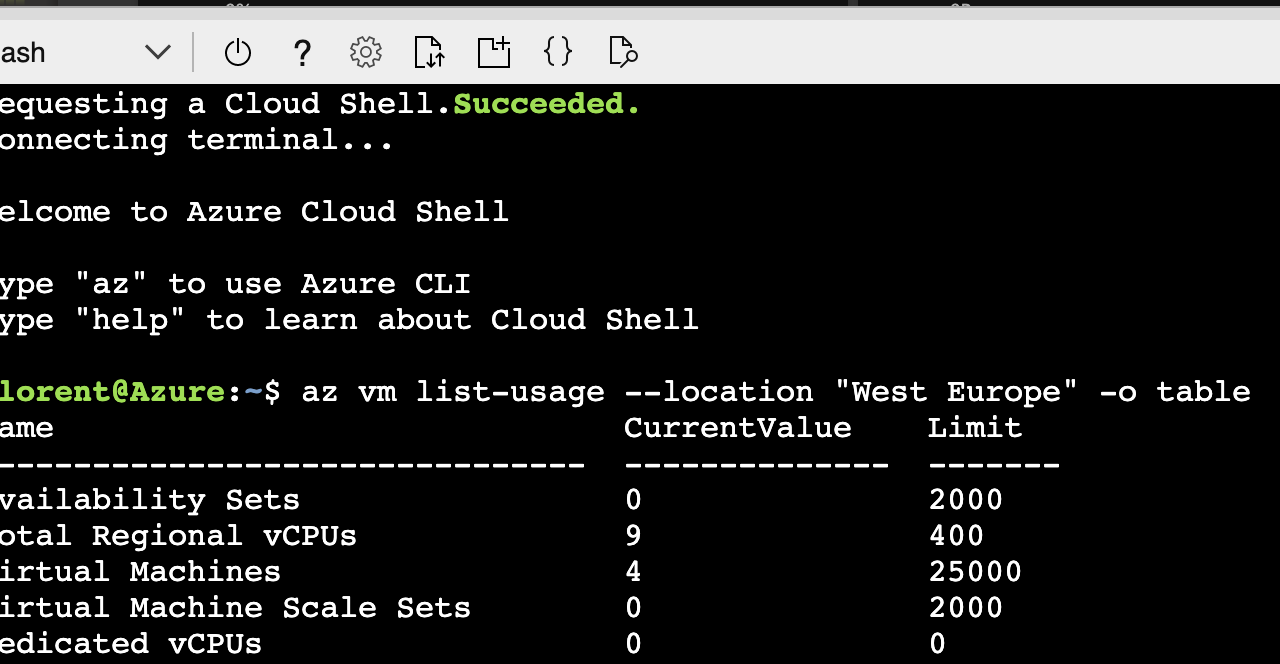 ash
equesting a Cloud Shell.Succeeded.
onnecting terminal...
elcome to Azure Cloud Shell
ype "az" to use Azure CLI
ype "help" to learn about Cloud Shell
lorent@Azure:~$ az vm list-usage --location "West Europe" -o table
ame CurrentValue Limit
------------------------------- -------------- -------
vailability Sets 0 2000
otal Regional vCPUs 9 400
irtual Machines 4 25000
irtual Machine Scale Sets 0 2000
edicated vCPUs 0 0